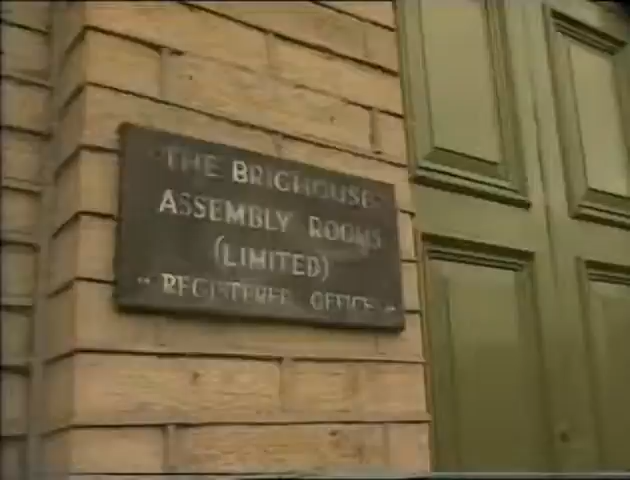 THE BRIGHOUSE
ASSEMBLY ROOMS
(LIMITED)
" REGISTERED OFFICE "